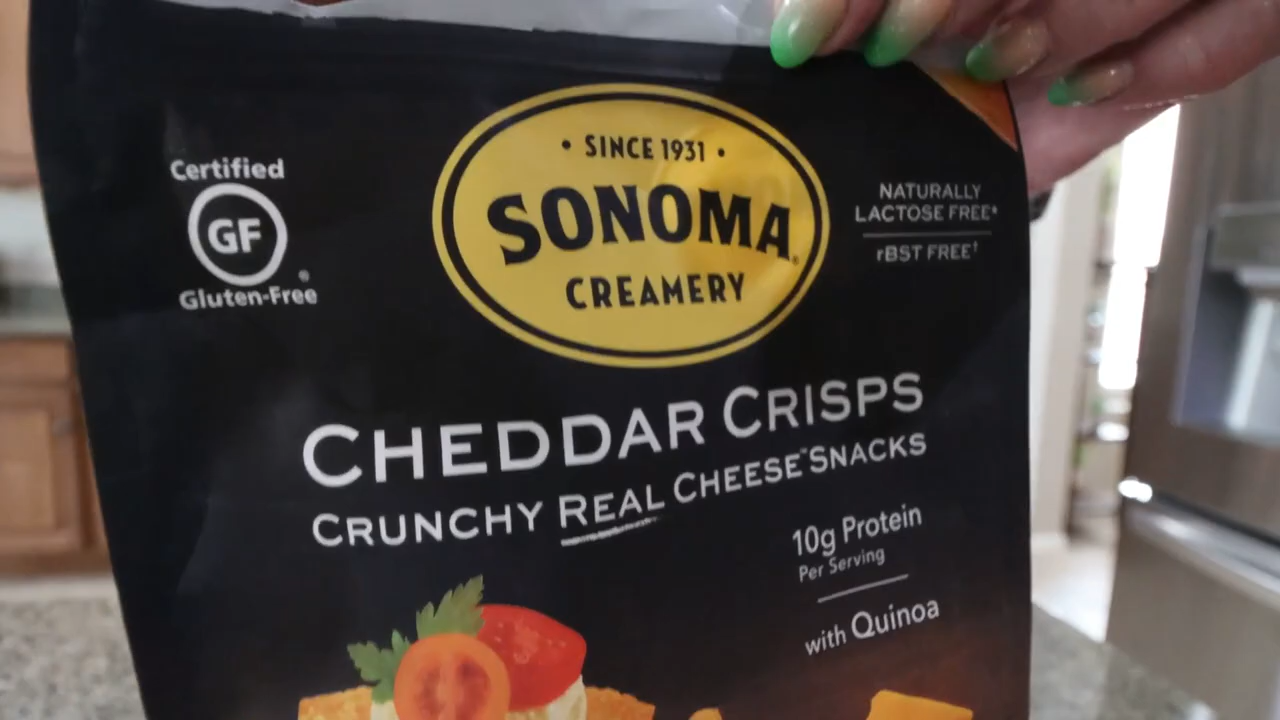 Certified
GF
®
Gluten-Free
• SINCE 1931 •
SONOMA®
CREAMERY
NATURALLY
LACTOSE FREE*
rBST FREE†
CHEDDAR CRISPS
CRUNCHY REAL CHEESE™ SNACKS
10g Protein
Per Serving
with Quinoa